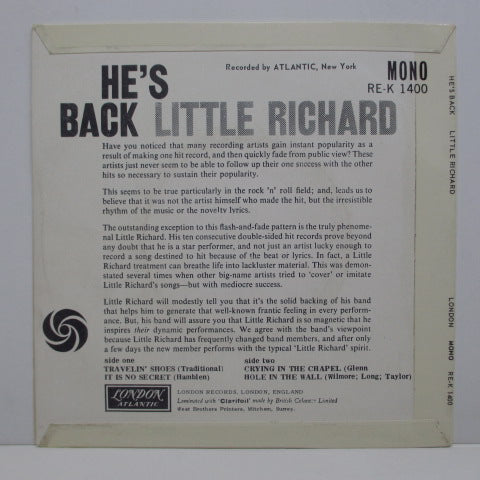 Recorded by ATLANTIC, New York
MONO
RE-K 1400
HE'S
BACK LITTLE RICHARD
Have you noticed that many recording artists gain instant popularity as a
result of making one hit record, and then quickly fade from public view? These
artists just never seem to be able to follow up their one success with the other
hits so necessary to sustain their popularity.
This seems to be true particularly in the rock 'n' roll field; and, leads us to
believe that it was not the artist himself who made the hit, but the irresistible
rhythm of the music or the novelty lyrics.
The outstanding exception to this flash-and-fade pattern is the truly phenome-
nal Little Richard. His ten consecutive double-sided hit records prove beyond
any doubt that he is a star performer, and not just an artist lucky enough to
record a song destined to hit because of the beat or lyrics. In fact, a Little
Richard treatment can breathe life into lackluster material. This was demon-
stated several times when other big-name artists tried to 'cover' or imitate
Little Richard's songs—but with mediocre success.
Little Richard will modestly tell you that it's the solid backing of his band
that helps him to generate that well-known frantic feeling in every perform-
ance. But, his band will assure you that Little Richard is so magnetic that he
inspires their dynamic performances. We agree with the band's viewpoint
because Little Richard has frequently changed band members, and after only
a few days the new member performs with the typical 'Little Richard' spirit.
side one
TRAVELIN' SHOES (Traditional)
IT IS NO SECRET (Hamblen)
side two
CRYING IN THE CHAPEL (Glenn
HOLE IN THE WALL (Wilmore; Long; Taylor)
LONDON
ATLANTIC
LONDON RECORDS, LONDON, ENGLAND
Laminated with 'Clarifoil' made by British Celanese Limited
West Brothers Printers, Mitcham, Surrey.
HE'S BACK LITTLE RICHARD LONDON MONO RE-K 1400